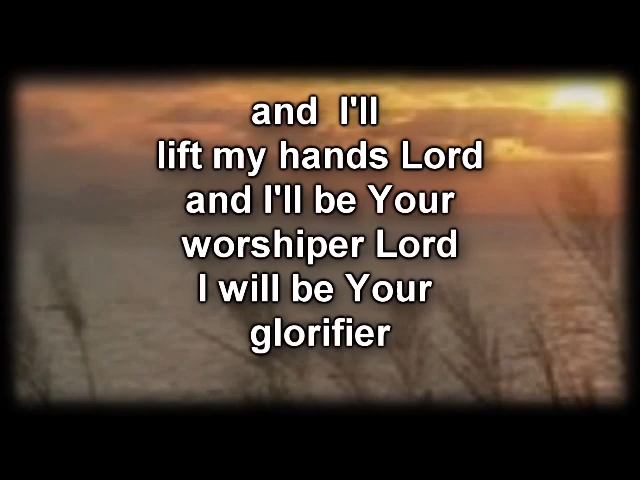 and I'll
lift my hands Lord
and I'll be Your
worshiper Lord
I will be Your
glorifier